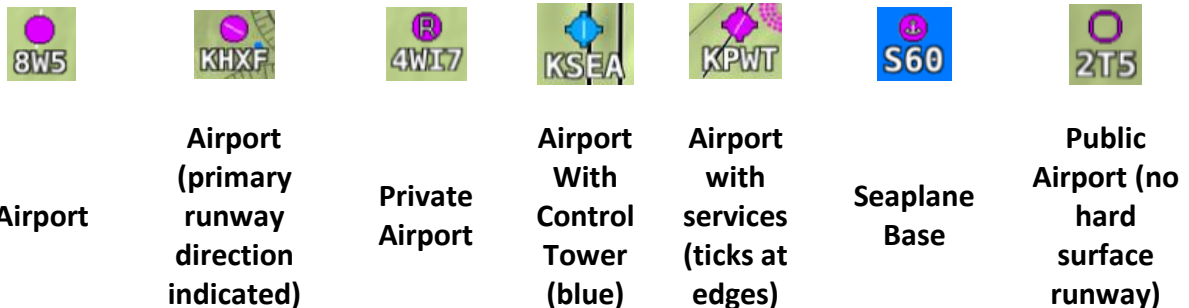 8W5
KHXF
R
4WI7
KSEA
KPWT
S60
2T5
Airport
Airport
(primary
runway
direction
indicated)
Private
Airport
Airport
With
Control
Tower
(blue)
Airport
with
services
(ticks at
edges)
Seaplane
Base
Public
Airport (no
hard
surface
runway)